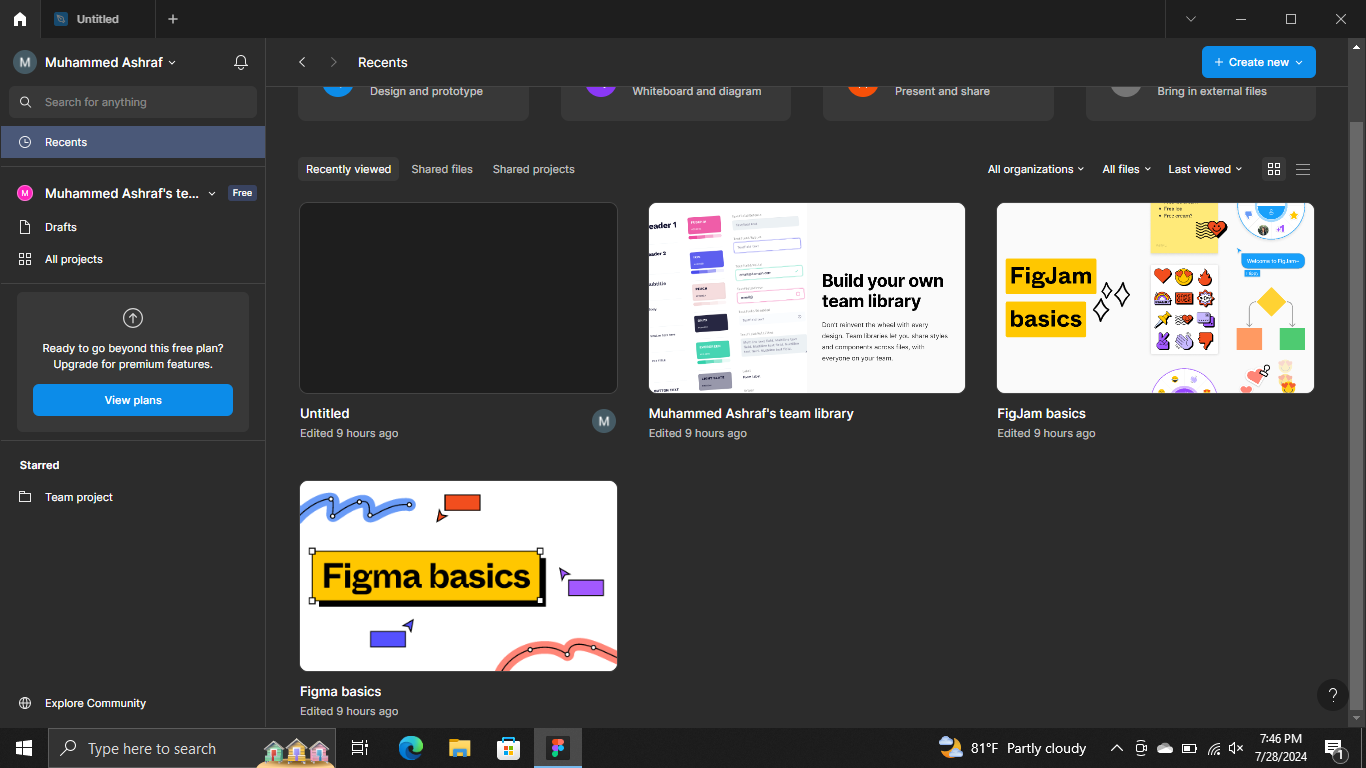 Untitled
Muhammed Ashraf
Recents
Create new
Search for anything
Design and prototype
Whiteboard and diagram
Present and share
Bring in external files
Recents
Recently viewed
Shared files
Shared projects
All organizations
All files
Last viewed
M Muhammed Ashraf's te... Free
Drafts
All projects
Ready to go beyond this free plan?
Upgrade for premium features.
View plans
Starred
Team project
Explore Community
Build your own
team library
Don't reinvent the wheel with every
design. Team libraries let you share styles
and components across files, with
everyone on your team.
FigJam
basics
Welcome to FigJam~
Untitled
Edited 9 hours ago
M
Muhammed Ashraf's team library
Edited 9 hours ago
FigJam basics
Edited 9 hours ago
Figma basics
Figma basics
Edited 9 hours ago
?
Type here to search
81°F Partly cloudy
7:46 PM
7/28/2024
1